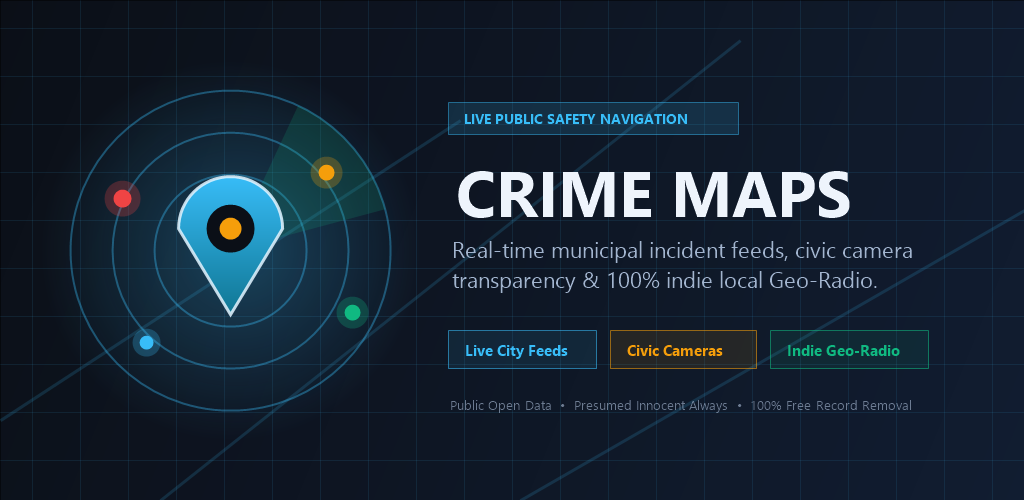 LIVE PUBLIC SAFETY NAVIGATION
CRIME MAPS
Real-time municipal incident feeds, civic camera
transparency & 100% indie local Geo-Radio.
Live City Feeds
Civic Cameras
Indie Geo-Radio
Public Open Data • Presumed Innocent Always • 100% Free Record Removal